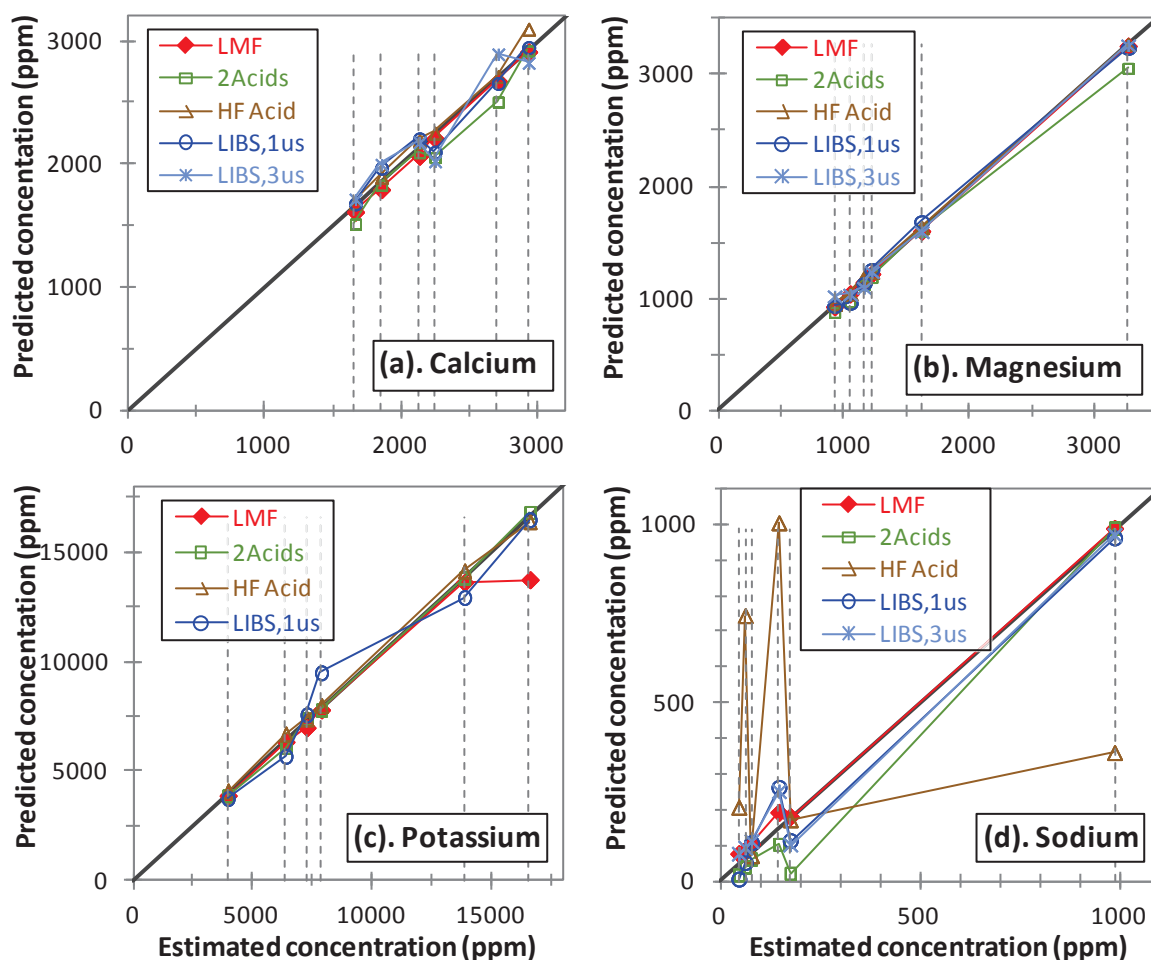 Predicted concentration (ppm)
3000
2000
1000
0
LMF
2Acids
HF Acid
LIBS,1us
LIBS,3us
(a). Calcium
0
1000
2000
3000
Predicted concentration (ppm)
3000
2000
1000
0
LMF
2Acids
HF Acid
LIBS,1us
LIBS,3us
(b). Magnesium
0
1000
2000
3000
Predicted concentration (ppm)
15000
10000
5000
0
LMF
2Acids
HF Acid
LIBS,1us
(c). Potassium
0
5000
10000
15000
Estimated concentration (ppm)
Predicted concentration (ppm)
1000
500
0
LMF
2Acids
HF Acid
LIBS,1us
LIBS,3us
(d). Sodium
0
500
1000
Estimated concentration (ppm)